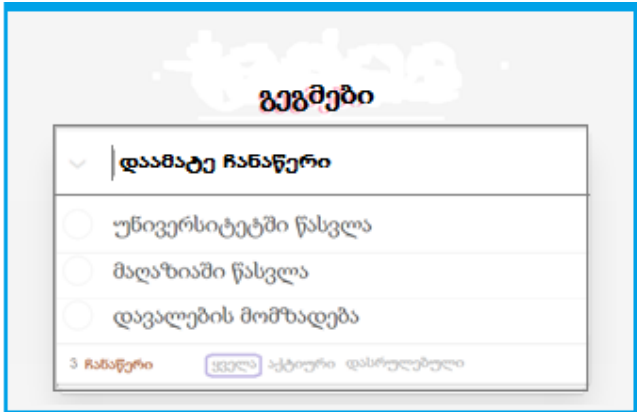 გეგმები
დაამატე ჩანაწერი
უნივერსიტეტში წასვლა
მაღაზიაში წასვლა
დავალების მომზადება
3 ჩანაწერი ყველა აქტიური დასრულებული